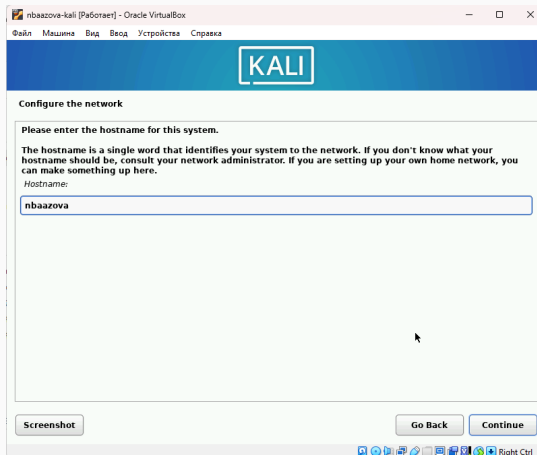 nbaazova-kali [Работает] - Oracle VirtualBox
Файл Машина Вид Ввод Устройства Справка
KALI
Configure the network
Please enter the hostname for this system.
The hostname is a single word that identifies your system to the network. If you don't know what your
hostname should be, consult your network administrator. If you are setting up your own home network, you
can make something up here.
Hostname:
nbaazova
Screenshot Go Back Continue
Right Ctrl